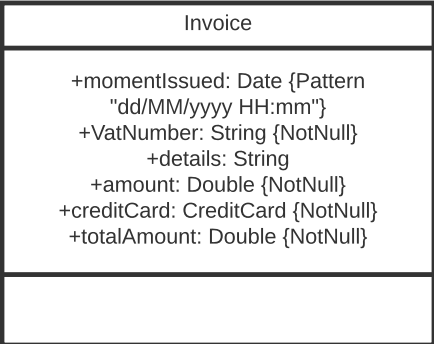 Invoice
+momentIssued: Date {Pattern
"dd/MM/yyyy HH:mm"}
+VatNumber: String {NotNull}
+details: String
+amount: Double {NotNull}
+creditCard: CreditCard {NotNull}
+totalAmount: Double {NotNull}